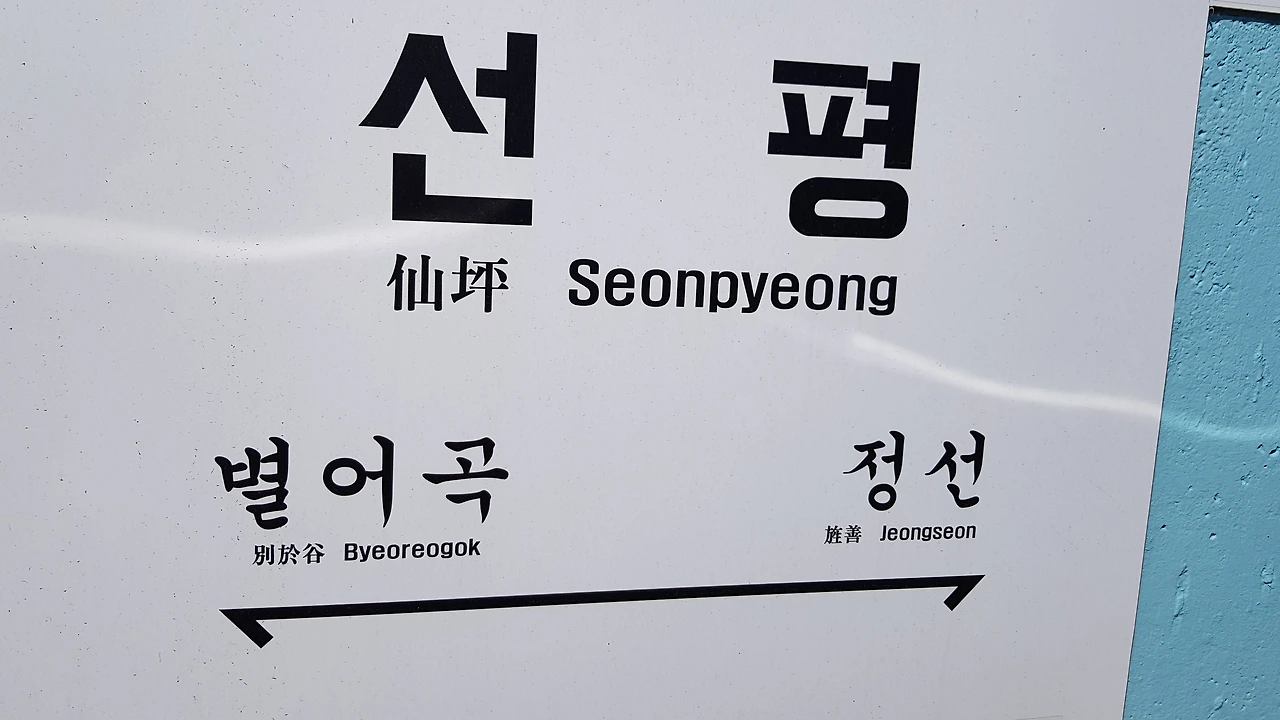 선평
仙坪 Seonpyeong
별어곡 정선
別於谷 Byeoreogok 旌善 Jeongseon